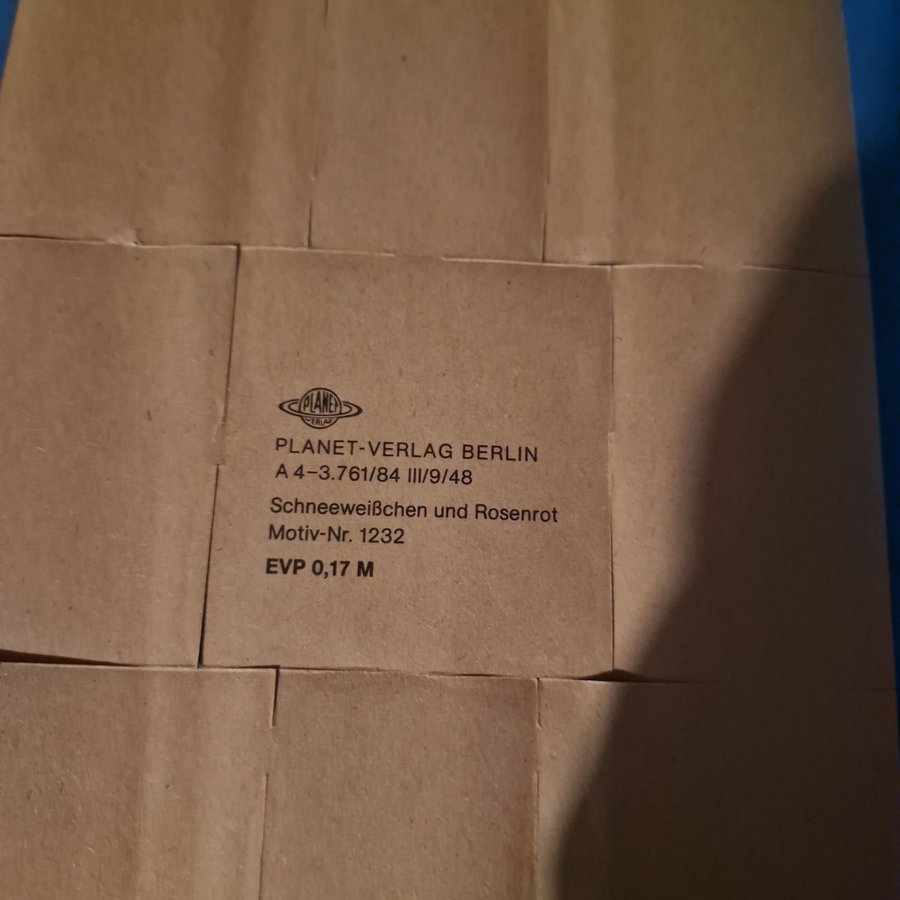 PLANET
VERLAG
PLANET-VERLAG BERLIN
A 4–3.761/84 III/9/48
Schneeweißchen und Rosenrot
Motiv-Nr. 1232
EVP 0,17 M